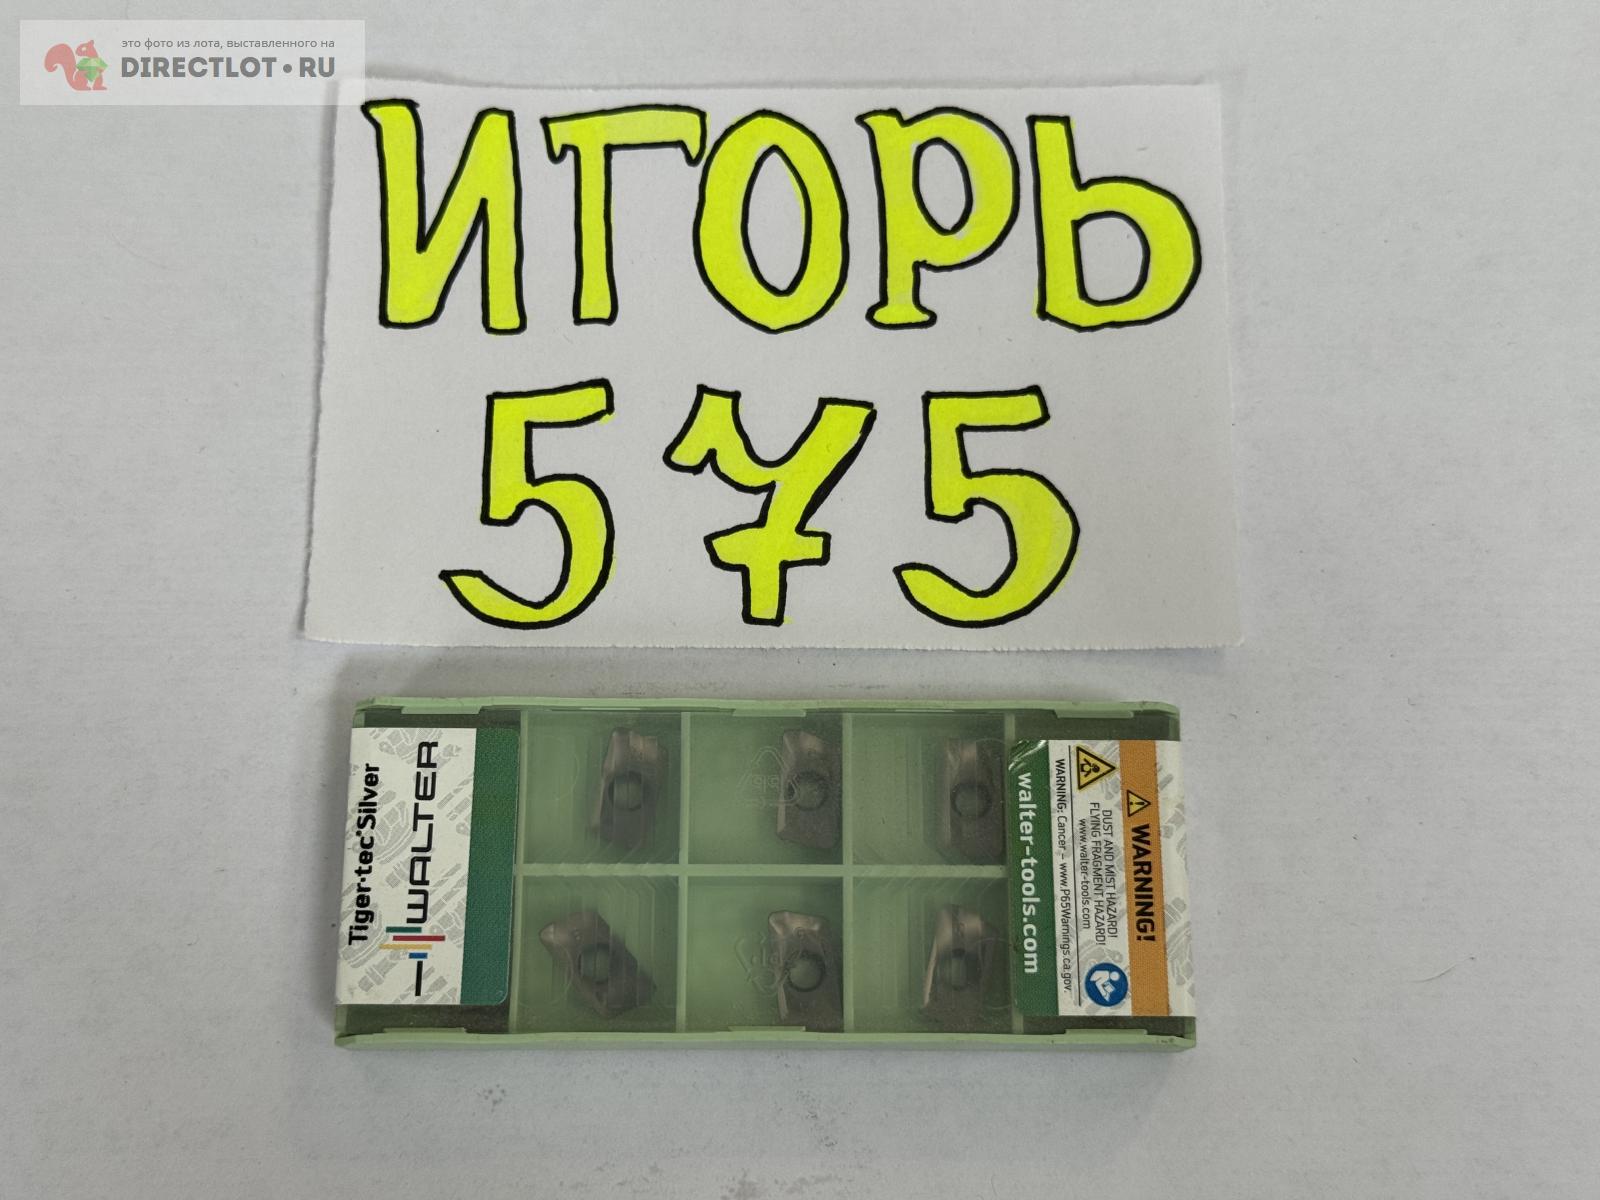 это фото из лота, выставленного на
DIRECTLOT•RU
ИГОРЬ
575
Tiger·tec®Silver
WALTER
walter-tools.com
WARNING!
DUST AND MIST HAZARD!
FLYING FRAGMENT HAZARD!
www.walter-tools.com
WARNING: Cancer – www.P65Warnings.ca.gov.